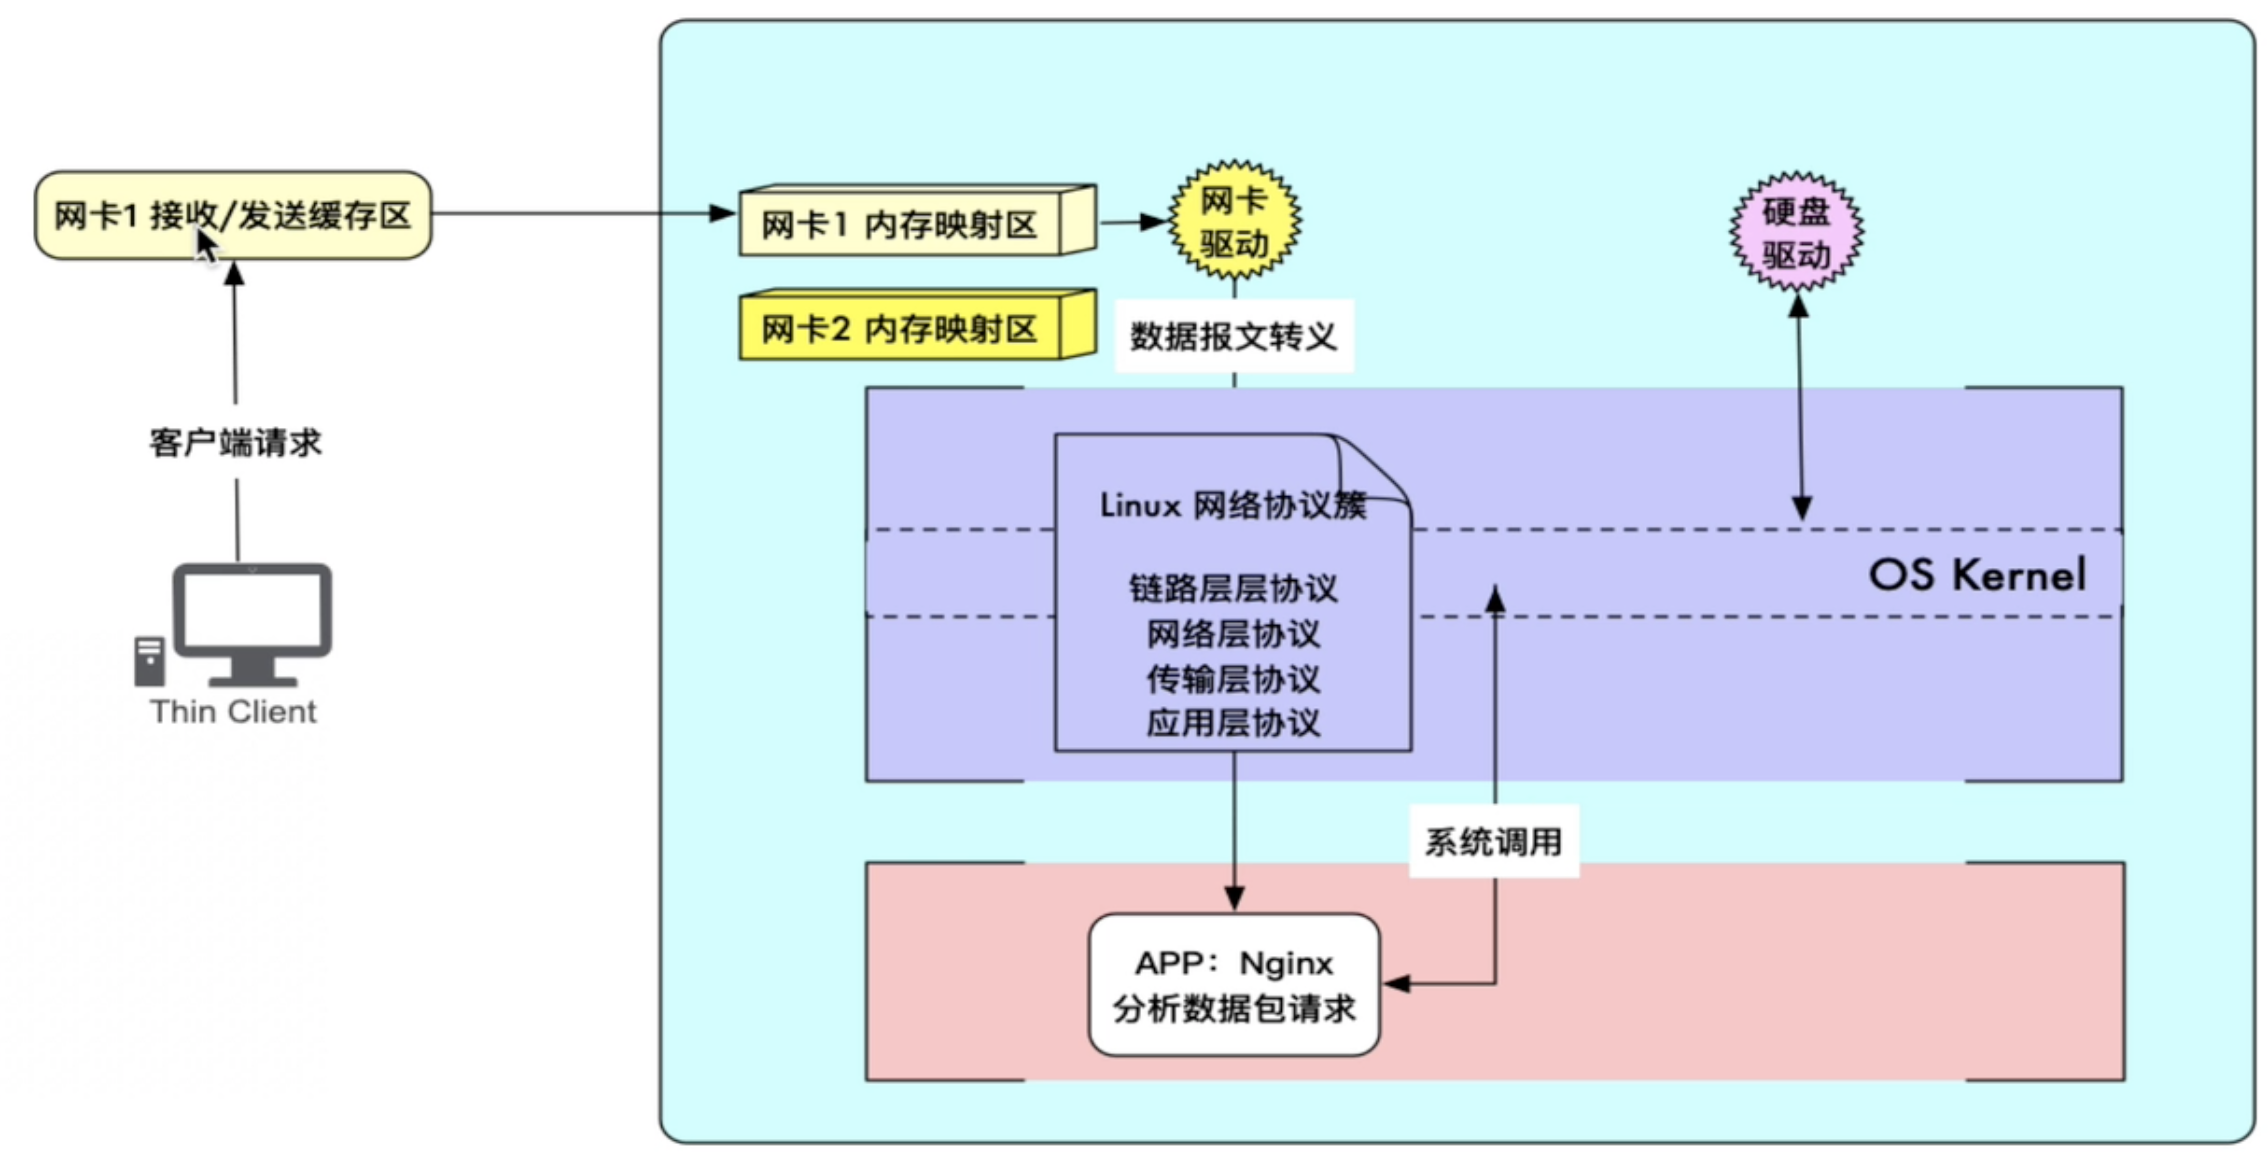 网卡1 接收/发送缓存区
网卡1 内存映射区
网卡
驱动
硬盘
驱动
网卡2 内存映射区
数据报文转义
客户端请求
Linux 网络协议簇
链路层层协议
网络层协议
传输层协议
应用层协议
OS Kernel
Thin Client
系统调用
APP：Nginx
分析数据包请求